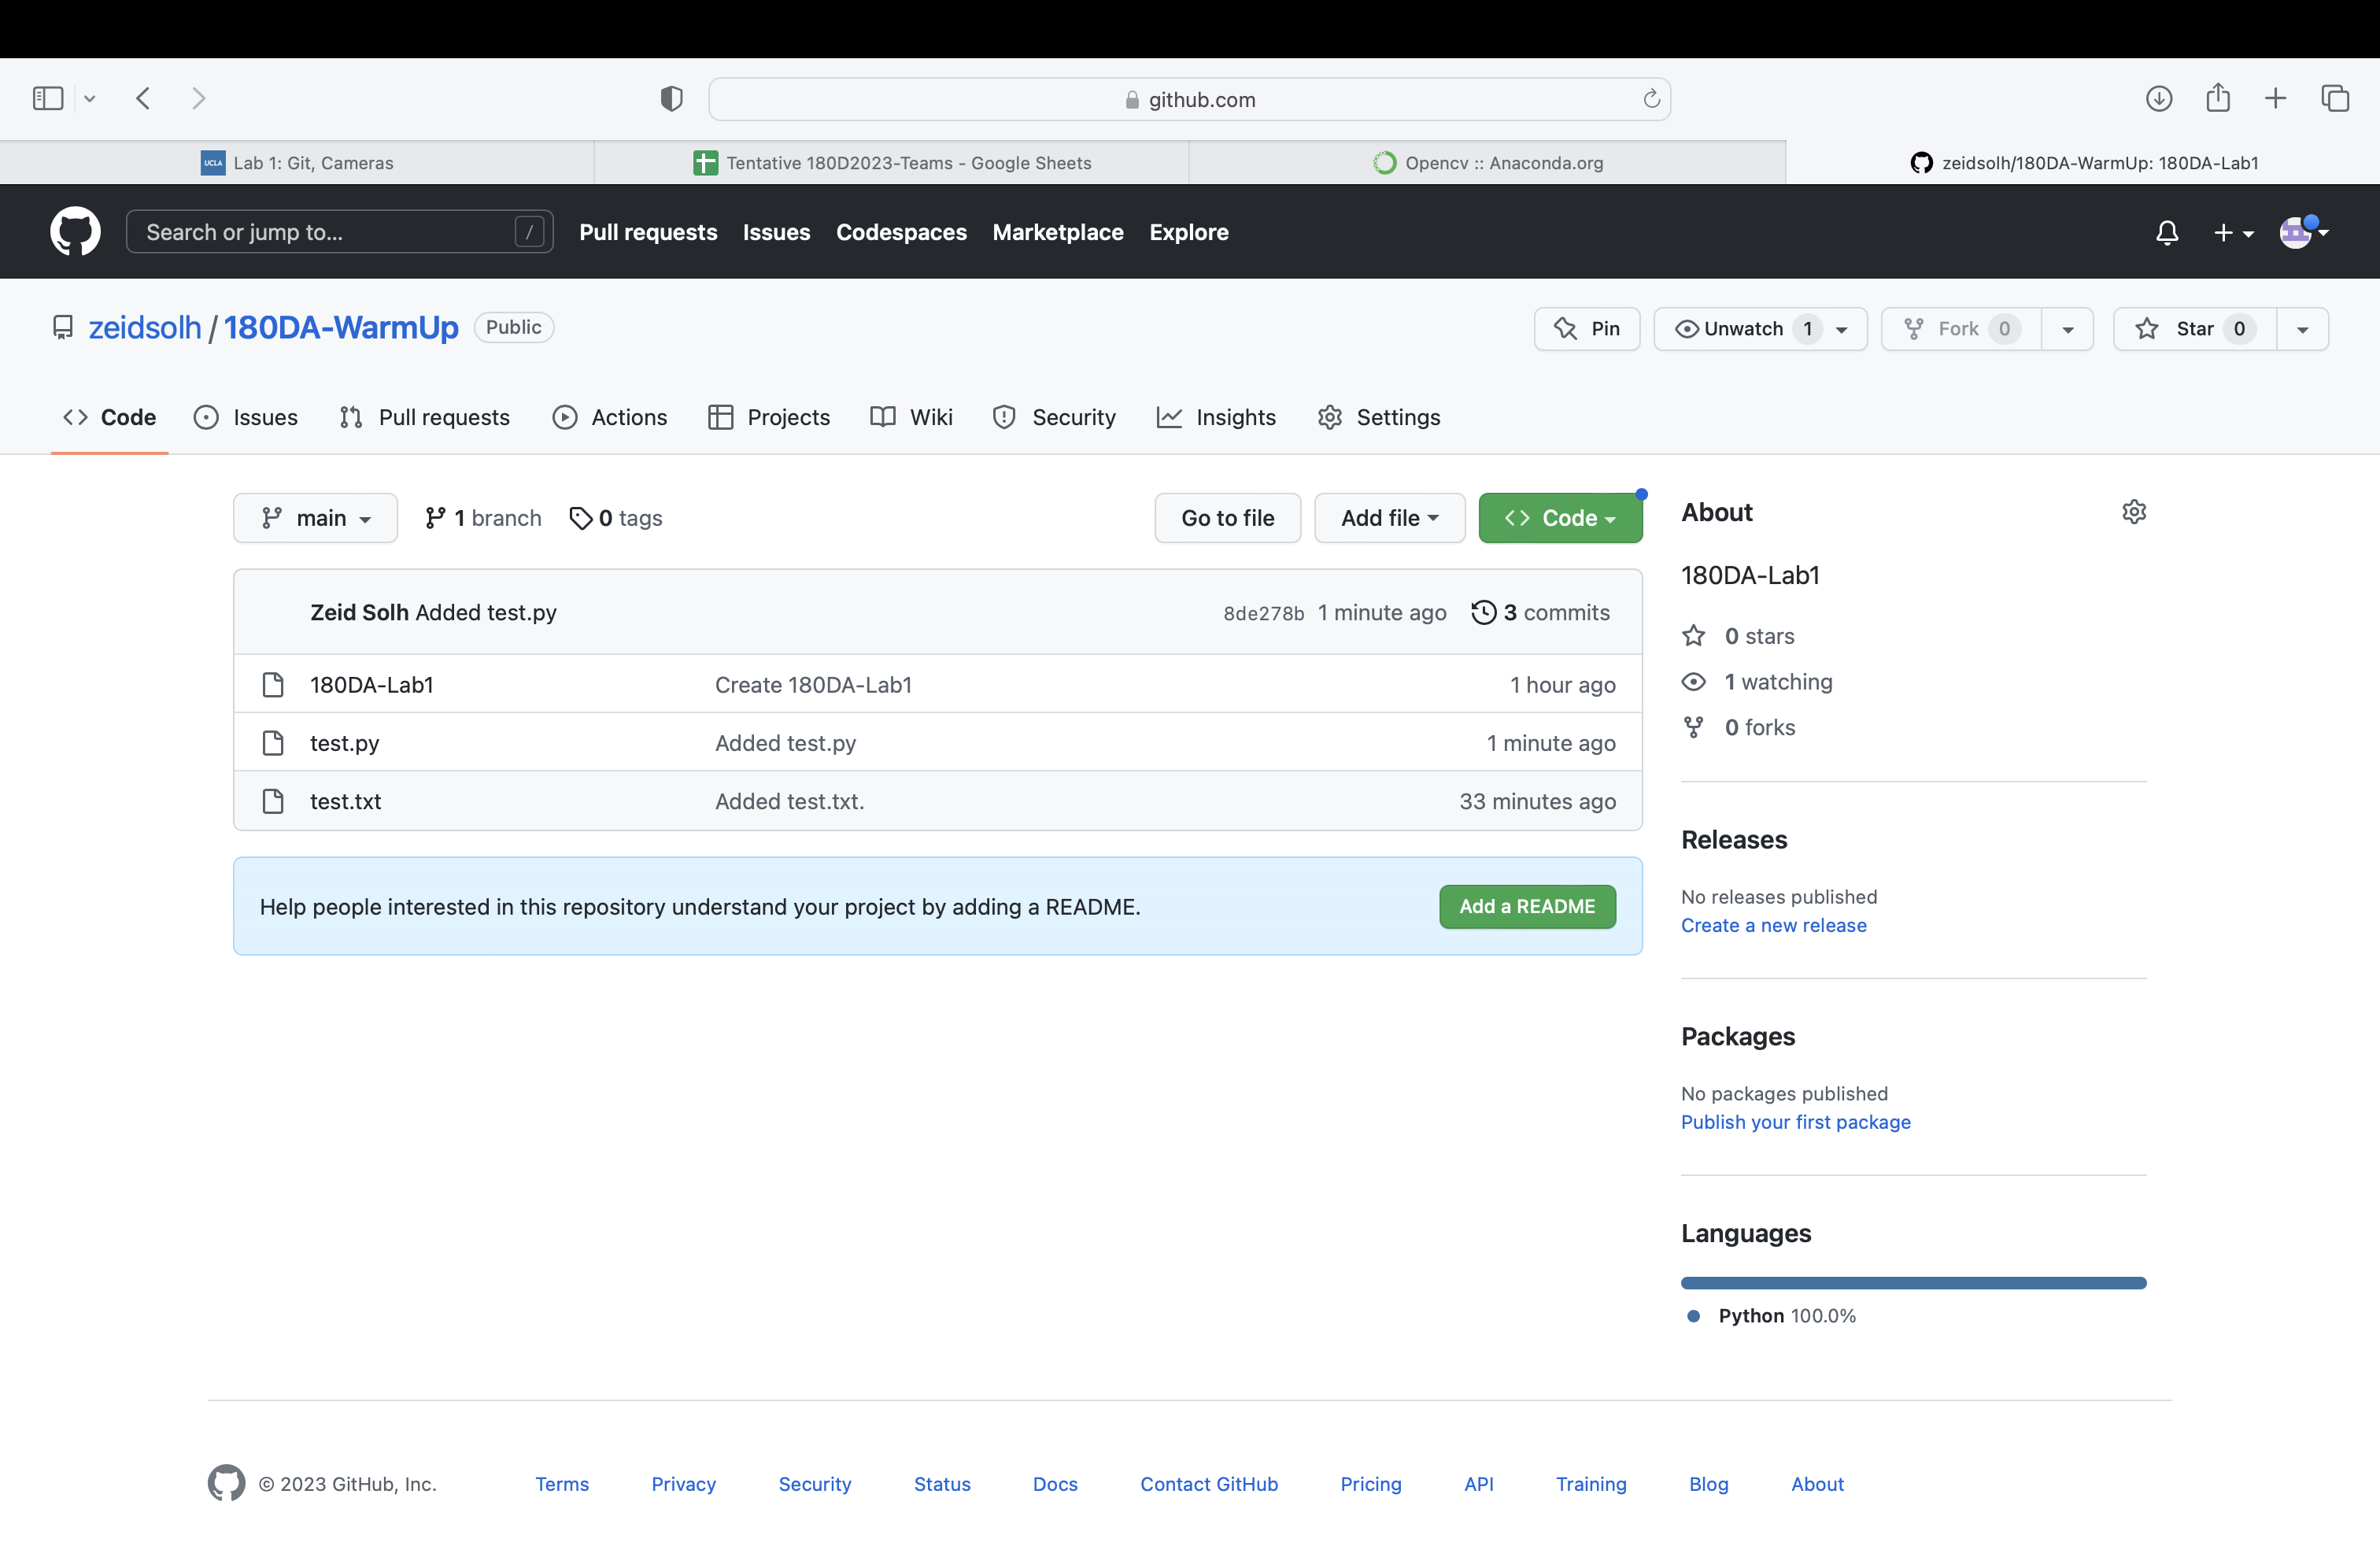 github.com
UCLA Lab 1: Git, Cameras
Tentative 180D2023-Teams - Google Sheets
Opencv :: Anaconda.org
zeidsolh/180DA-WarmUp: 180DA-Lab1
Search or jump to... /
Pull requests Issues Codespaces Marketplace Explore
zeidsolh / 180DA-WarmUp Public
Pin Unwatch 1 Fork 0 Star 0
Code Issues Pull requests Actions Projects Wiki Security Insights Settings
main 1 branch 0 tags Go to file Add file Code
Zeid Solh Added test.py 8de278b 1 minute ago 3 commits
180DA-Lab1 Create 180DA-Lab1 1 hour ago
test.py Added test.py 1 minute ago
test.txt Added test.txt. 33 minutes ago
Help people interested in this repository understand your project by adding a README. Add a README
About
180DA-Lab1
0 stars
1 watching
0 forks
Releases
No releases published
Create a new release
Packages
No packages published
Publish your first package
Languages
Python 100.0%
© 2023 GitHub, Inc. Terms Privacy Security Status Docs Contact GitHub Pricing API Training Blog About